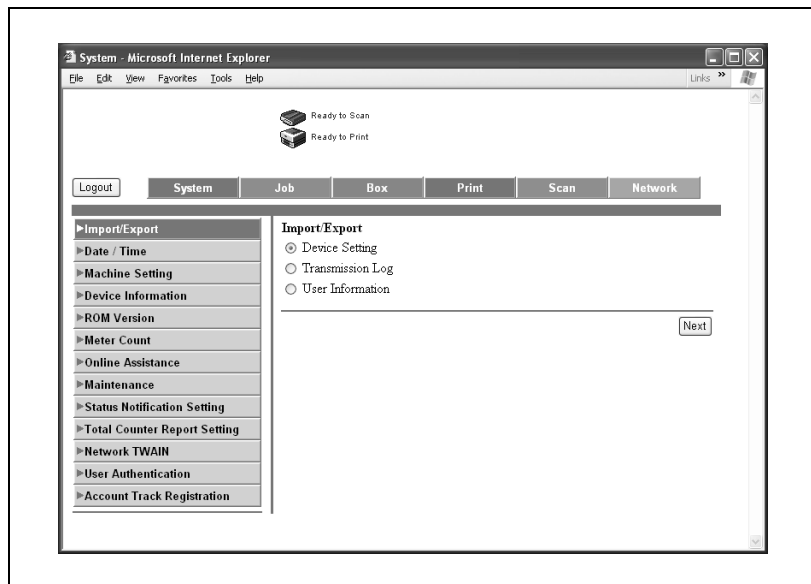 System - Microsoft Internet Explorer
File Edit View Favorites Tools Help Links »
Ready to Scan
Ready to Print
Logout System Job Box Print Scan Network
Import/Export
Date / Time
Machine Setting
Device Information
ROM Version
Meter Count
Online Assistance
Maintenance
Status Notification Setting
Total Counter Report Setting
Network TWAIN
User Authentication
Account Track Registration
Import/Export
Device Setting
Transmission Log
User Information
Next